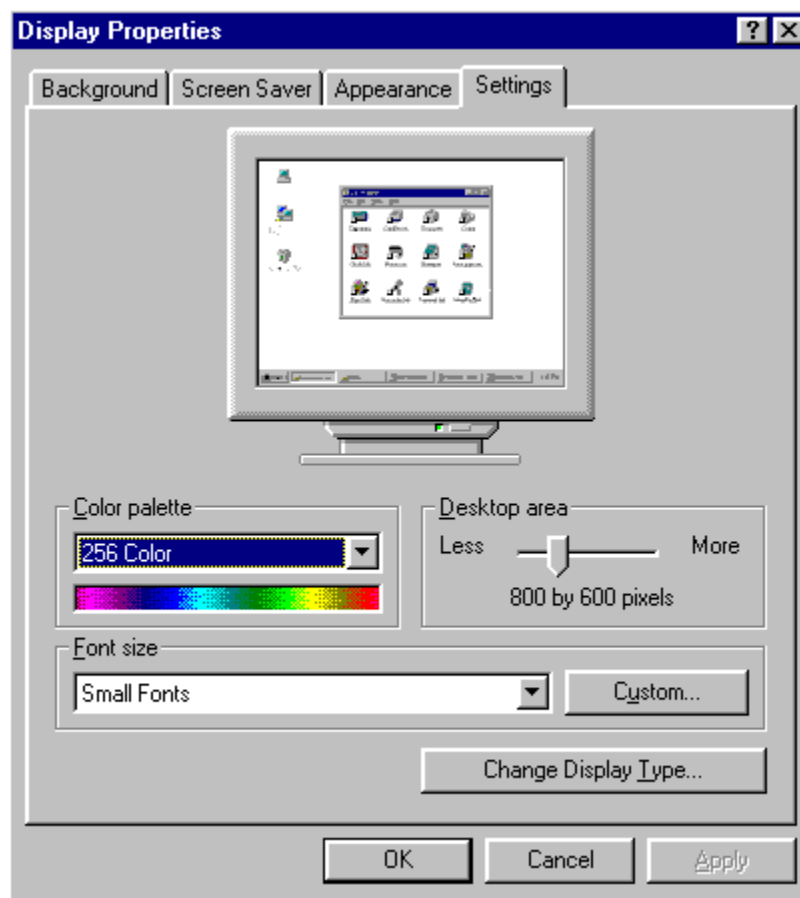 Display Properties
Background Screen Saver Appearance Settings
Color palette
Desktop area
256 Color
Less More
800 by 600 pixels
Font size
Small Fonts
Custom...
Change Display Type...
OK Cancel Apply